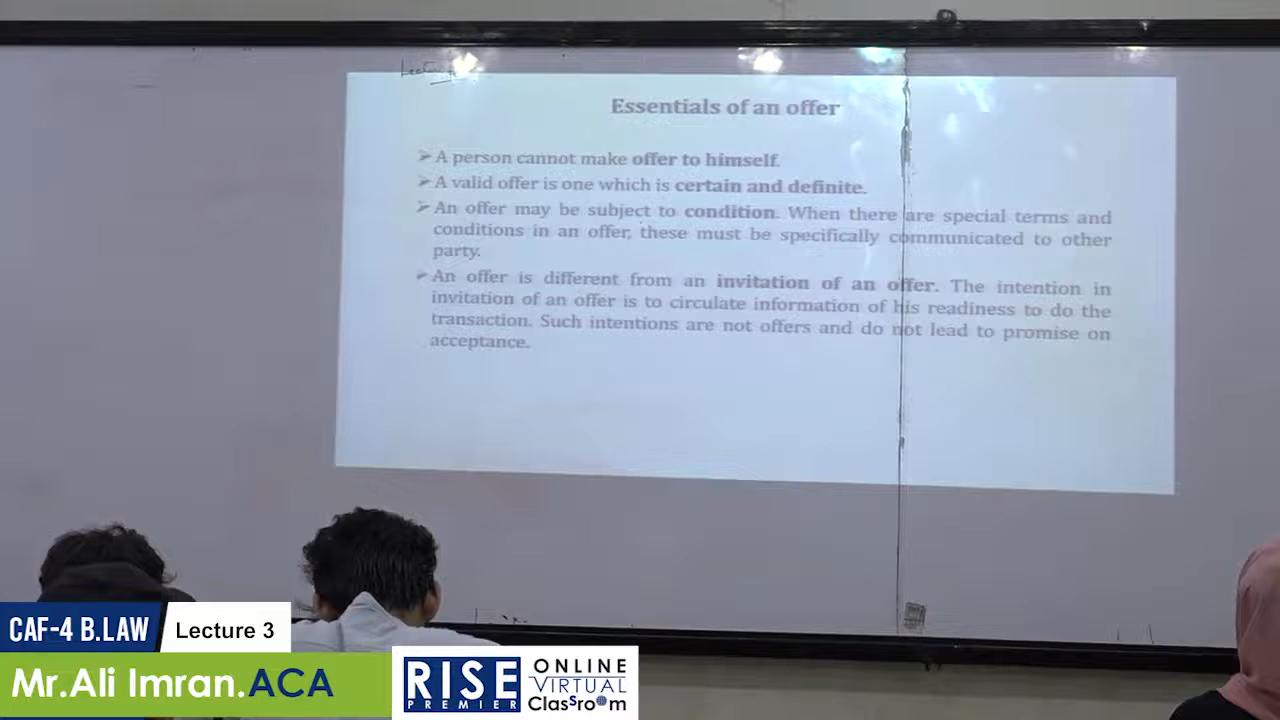 Essentials of an offer
➢ A person cannot make offer to himself.
➢ A valid offer is one which is certain and definite.
➢ An offer may be subject to condition. When there are special terms and
conditions in an offer, these must be specifically communicated to other
party.
➢ An offer is different from an invitation of an offer. The intention in
invitation of an offer is to circulate information of his readiness to do the
transaction. Such intentions are not offers and do not lead to promise on
acceptance.
CAF-4 B.LAW
Lecture 3
Mr.Ali Imran.ACA
RISE
PREMIER
ONLINE
VIRTUAL
Classroom